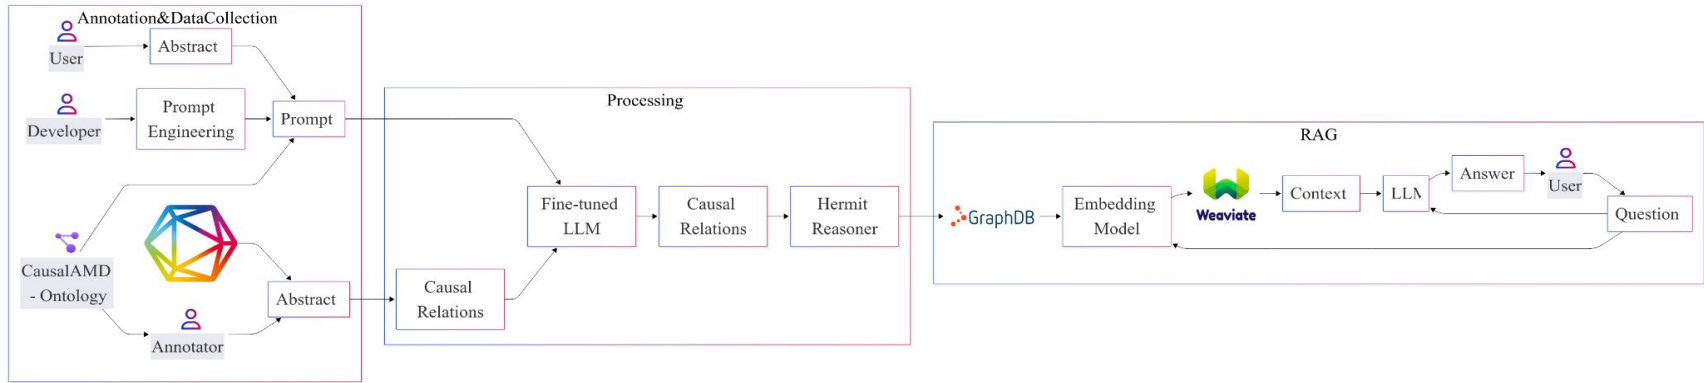 Annotation&DataCollection
User
Abstract
Developer
Prompt
Engineering
Prompt
CausalAMD
- Ontology
Annotator
Abstract
Processing
Fine-tuned
LLM
Causal
Relations
Hermit
Reasoner
Causal
Relations
RAG
GraphDB
Embedding
Model
Weaviate
Context
LLM
Answer
User
Question